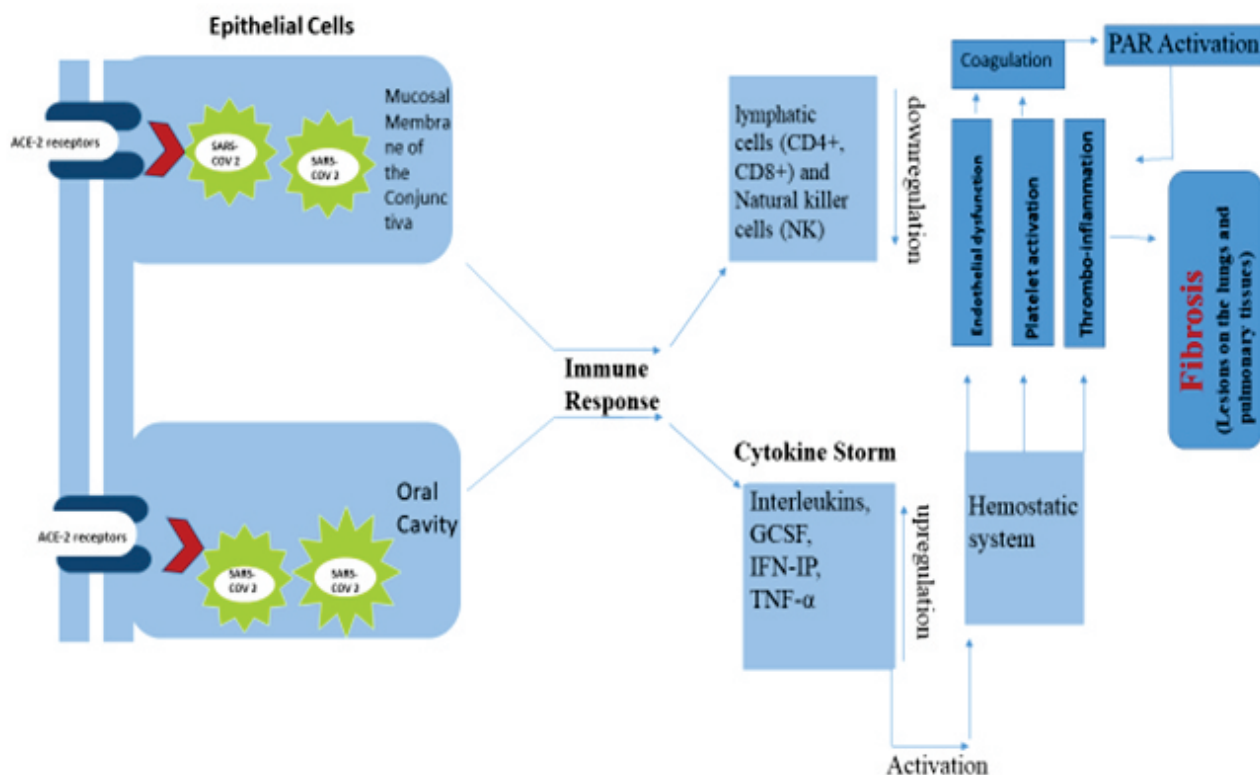 Epithelial Cells
ACE-2 receptors
SARS-
COV 2
SARS-
COV 2
Mucosal
Membra
ne of
the
Conjunc
tiva
ACE-2 receptors
SARS-
COV 2
SARS-
COV 2
Oral
Cavity
Immune
Response
lymphatic
cells (CD4+,
CD8+) and
Natural killer
cells (NK)
downregulation
Cytokine Storm
Interleukins,
GCSF,
IFN-IP,
TNF-α
upregulation
Activation
Hemostatic
system
Endothelial dysfunction
Platelet activation
Thrombo-inflammation
Coagulation
PAR Activation
Fibrosis
(Lesions on the lungs and
pulmonary tissues)